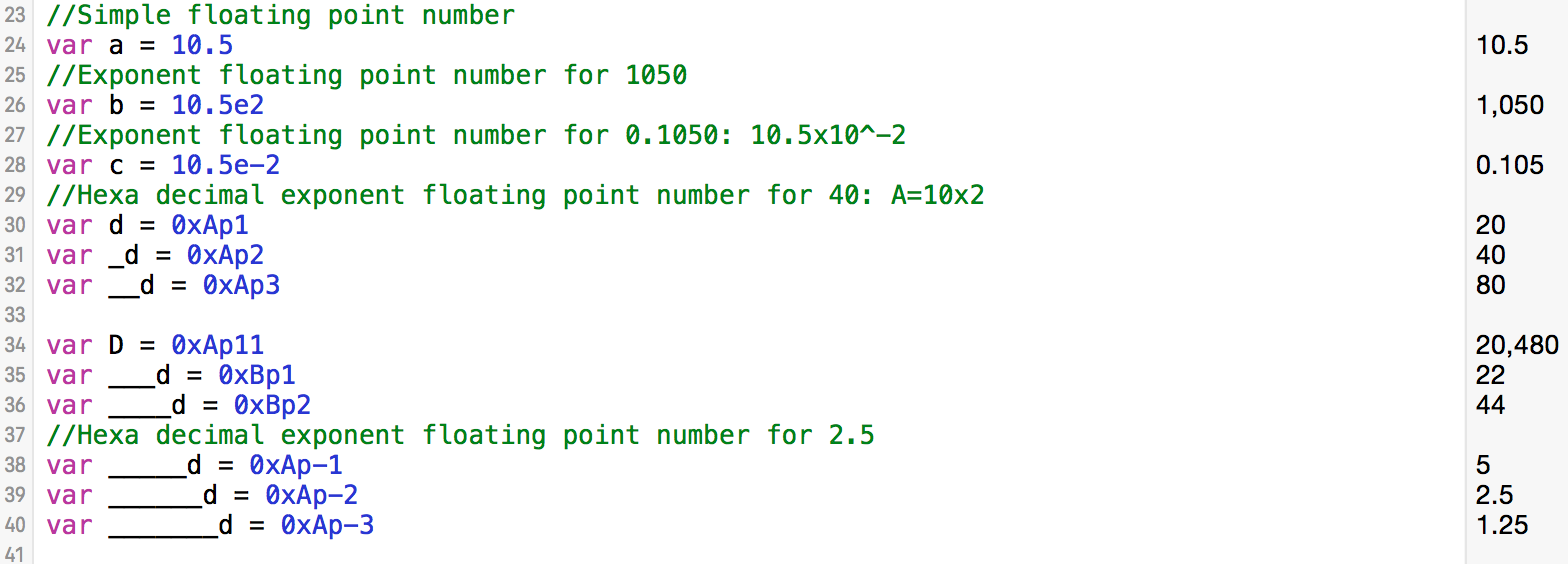 23 //Simple floating point number
24 var a = 10.5 10.5
25 //Exponent floating point number for 1050
26 var b = 10.5e2 1,050
27 //Exponent floating point number for 0.1050: 10.5x10^-2
28 var c = 10.5e-2 0.105
29 //Hexa decimal exponent floating point number for 40: A=10x2
30 var d = 0xAp1 20
31 var _d = 0xAp2 40
32 var __d = 0xAp3 80
33
34 var D = 0xAp11 20,480
35 var ___d = 0xBp1 22
36 var ____d = 0xBp2 44
37 //Hexa decimal exponent floating point number for 2.5
38 var _____d = 0xAp-1 5
39 var ______d = 0xAp-2 2.5
40 var _______d = 0xAp-3 1.25
41